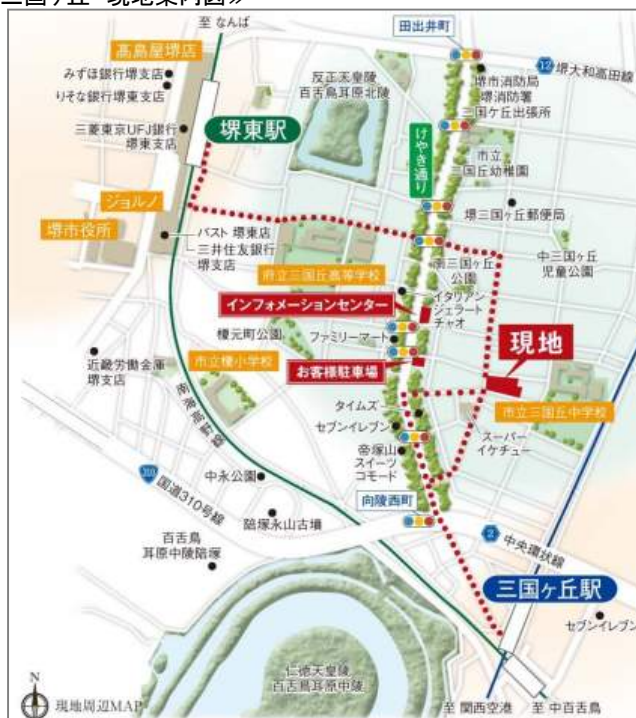 三国ヶ丘 現地案内図≫
至 なんば
田出井町
12
堺大和高田線
髙島屋堺店
みずほ銀行堺支店
りそな銀行堺東支店
反正天皇陵
百舌鳥耳原北陵
堺市消防局
堺消防署
三国ケ丘出張所
三菱東京UFJ銀行
堺東支店
堺東駅
けやき通り
市立
三国丘幼稚園
ジョルノ
堺市役所
堺三国ヶ丘郵便局
パスト 堺東店
三井住友銀行
堺支店
中三国ヶ丘
児童公園
南三国ヶ丘
公園
府立三国丘高等学校
インフォメーションセンター
イタリアン
ジェラート
チャオ
榎元町公園
ファミリーマート
現地
近畿労働金庫
堺支店
市立榎小学校
お客様駐車場
市立三国丘中学校
南海高野線
タイムズ
セブンイレブン
スーパー
イケチュー
帝塚山
スイーツ
コモード
310
国道310号線
中永公園
向陵西町
陪塚永山古墳
2
中央環状線
百舌鳥
耳原中陵陪塚
三国ヶ丘駅
セブンイレブン
仁徳天皇陵
百舌鳥耳原中陵
N
現地周辺MAP
至 関西空港
至 中百舌鳥